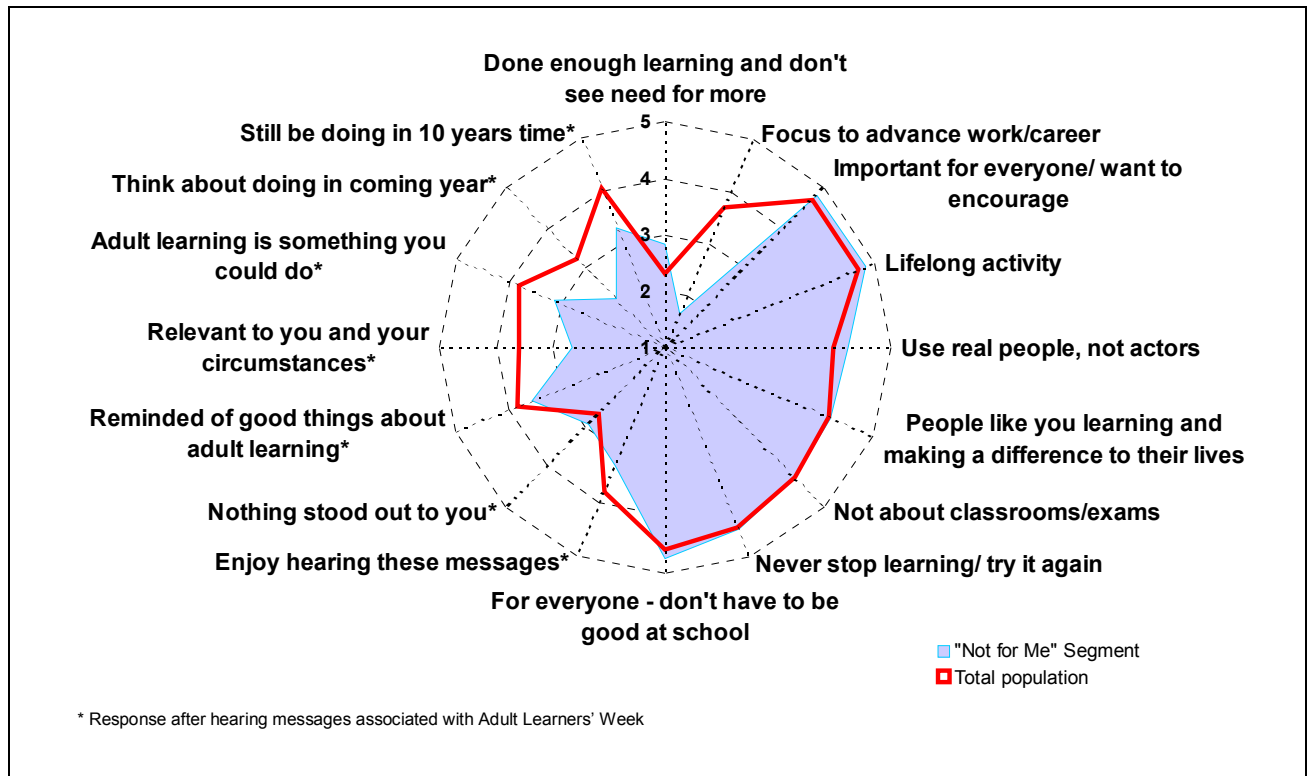 Done enough learning and don't
see need for more
Still be doing in 10 years time*
5
Focus to advance work/career
Important for everyone/ want to
encourage
Think about doing in coming year*
4
Adult learning is something you
could do*
3
Lifelong activity
2
Relevant to you and your
circumstances*
1
Use real people, not actors
Reminded of good things about
adult learning*
People like you learning and
making a difference to their lives
Nothing stood out to you*
Not about classrooms/exams
Enjoy hearing these messages*
Never stop learning/ try it again
For everyone - don't have to be
good at school
"Not for Me" Segment
Total population
* Response after hearing messages associated with Adult Learners’ Week